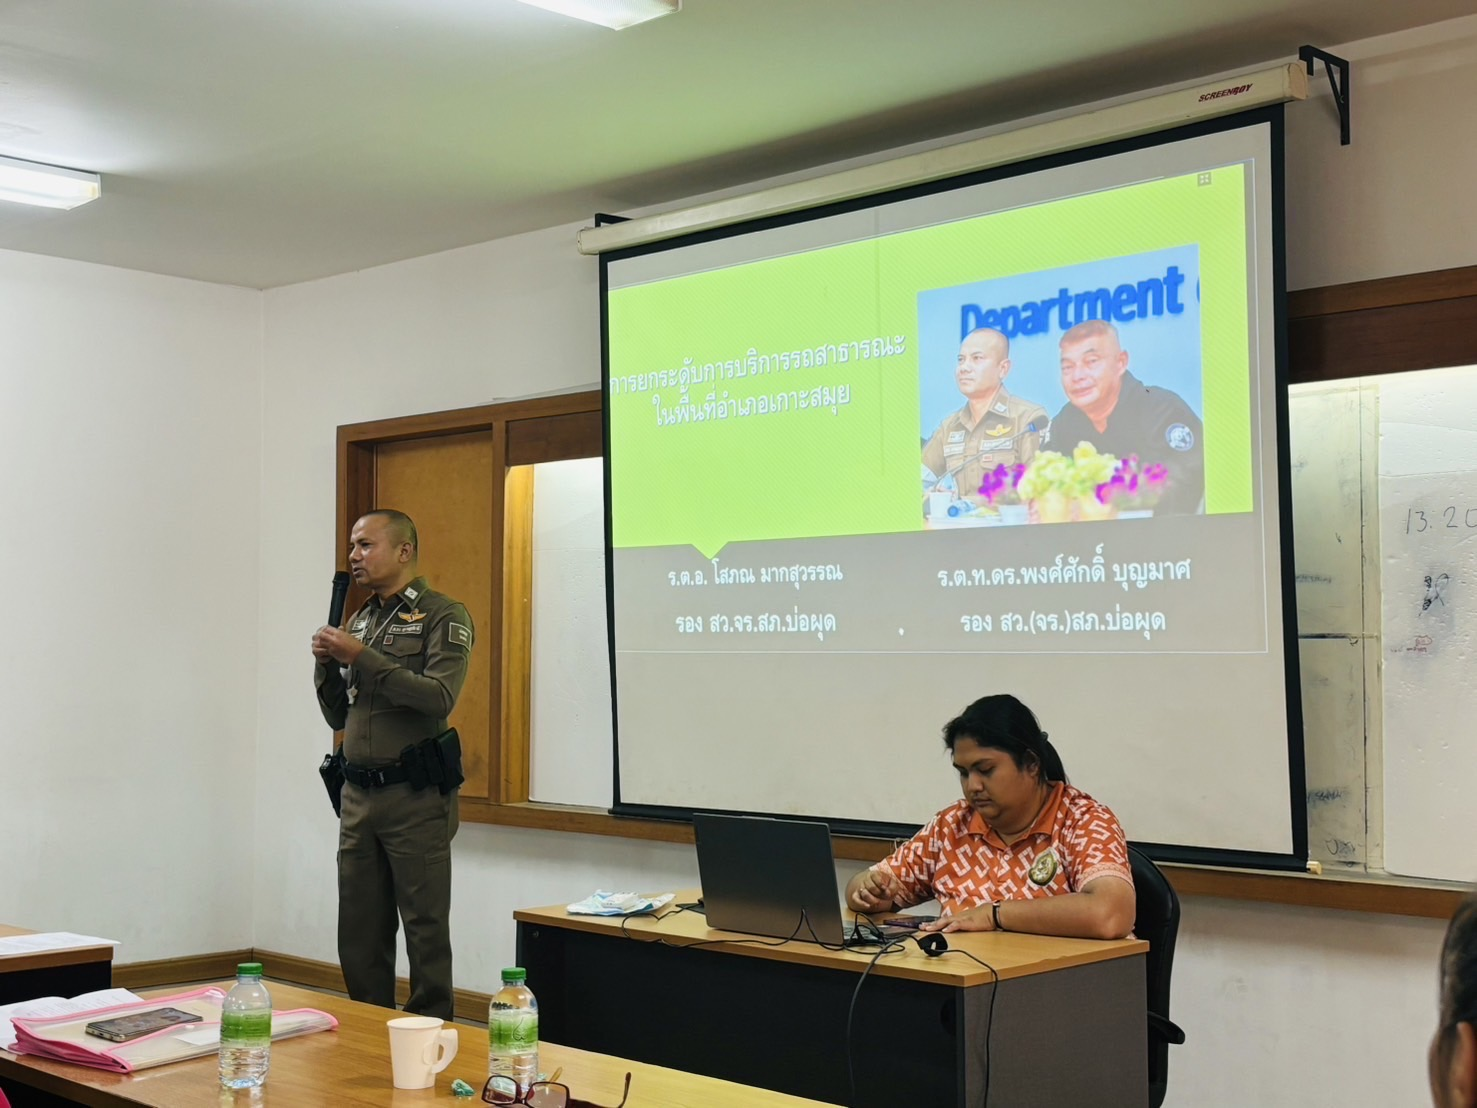 SCREENBOY
Department
การยกระดับการบริการรถสาธารณะ
ในพื้นที่อำเภอเกาะสมุย
ร.ต.อ. โสภณ มากสุวรรณ
รอง สว.จร.สภ.บ่อผุด
ร.ต.ท.ดร.พงศ์ศักดิ์ บุญมาศ
รอง สว.(จร.)สภ.บ่อผุด
13.20